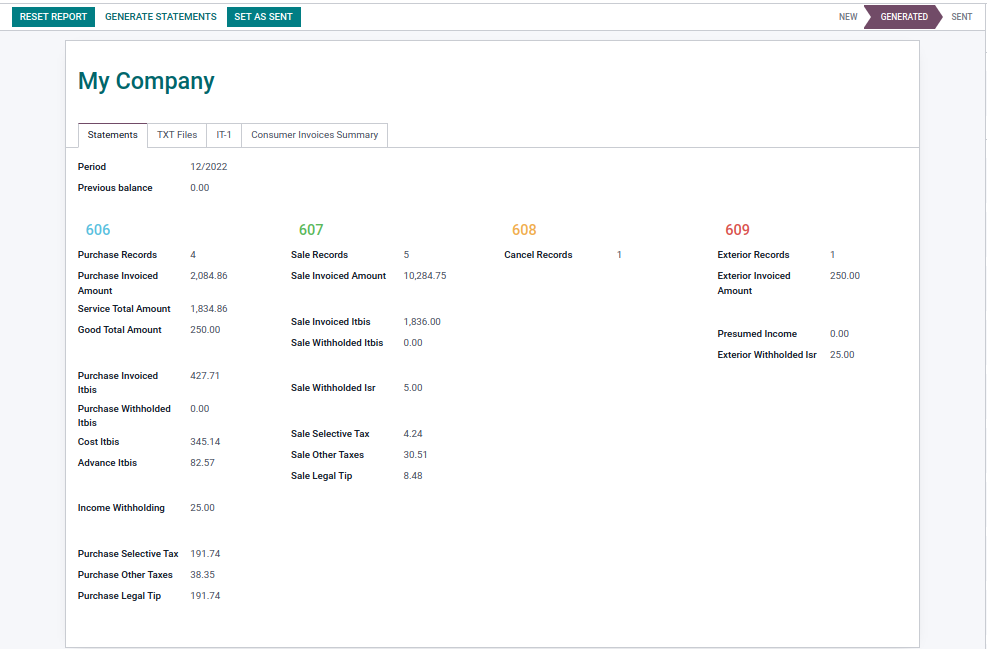 RESET REPORT GENERATE STATEMENTS SET AS SENT NEW GENERATED SENT
My Company
Statements TXT Files IT-1 Consumer Invoices Summary
Period 12/2022
Previous balance 0.00
606
Purchase Records 4
Purchase Invoiced
Amount 2,084.86
Service Total Amount 1,834.86
Good Total Amount 250.00
Purchase Invoiced
Itbis 427.71
Purchase Withholded
Itbis 0.00
Cost Itbis 345.14
Advance Itbis 82.57
Income Withholding 25.00
Purchase Selective Tax 191.74
Purchase Other Taxes 38.35
Purchase Legal Tip 191.74
607
Sale Records 5
Sale Invoiced Amount 10,284.75
Sale Invoiced Itbis 1,836.00
Sale Withholded Itbis 0.00
Sale Withholded Isr 5.00
Sale Selective Tax 4.24
Sale Other Taxes 30.51
Sale Legal Tip 8.48
608
Cancel Records 1
609
Exterior Records 1
Exterior Invoiced
Amount 250.00
Presumed Income 0.00
Exterior Withholded Isr 25.00